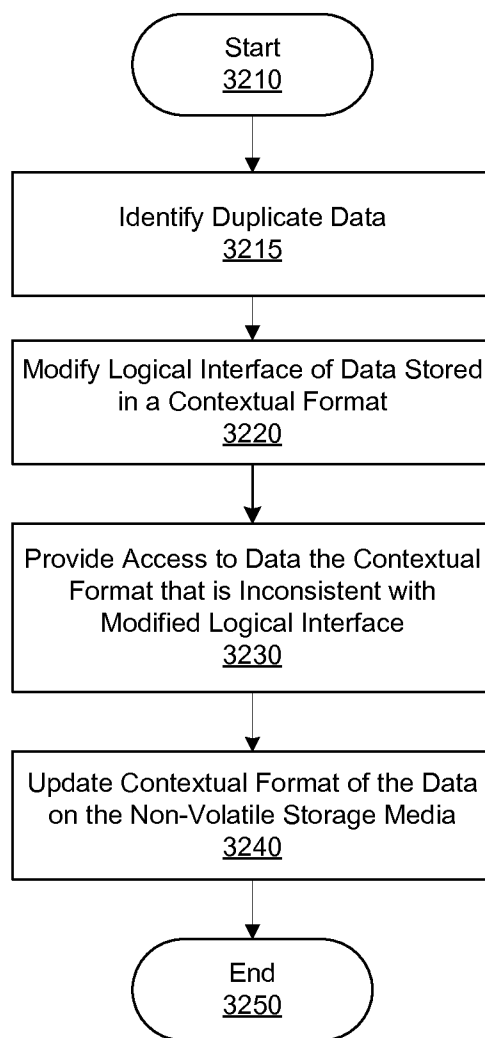 Start
3210
Identify Duplicate Data
3215
Modify Logical Interface of Data Stored
in a Contextual Format
3220
Provide Access to Data the Contextual
Format that is Inconsistent with
Modified Logical Interface
3230
Update Contextual Format of the Data
on the Non-Volatile Storage Media
3240
End
3250